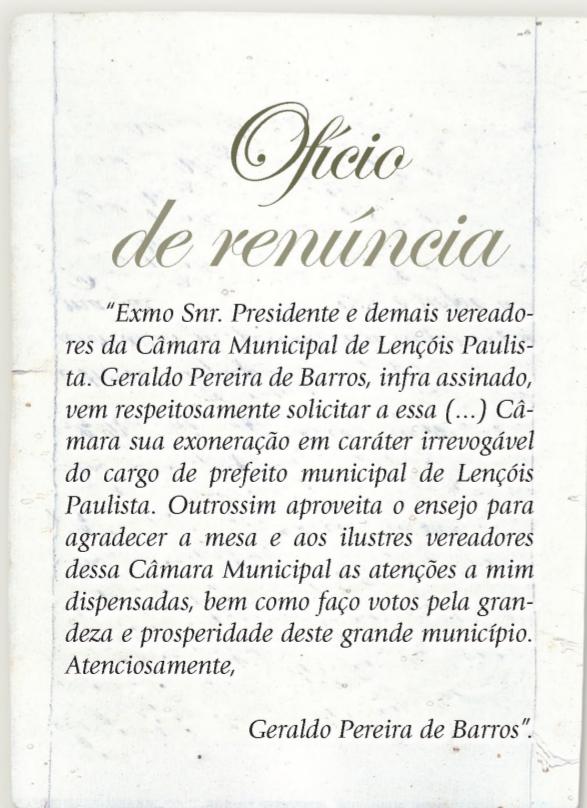 Ofício
de renúncia
"Exmo Snr. Presidente e demais vereado-
res da Câmara Municipal de Lençóis Paulis-
ta. Geraldo Pereira de Barros, infra assinado,
vem respeitosamente solicitar a essa (...) Câ-
mara sua exoneração em caráter irrevogável
do cargo de prefeito municipal de Lençóis
Paulista. Outrossim aproveita o ensejo para
agradecer a mesa e aos ilustres vereadores
dessa Câmara Municipal as atenções a mim
dispensadas, bem como faço votos pela gran-
deza e prosperidade deste grande município.
Atenciosamente,
Geraldo Pereira de Barros".